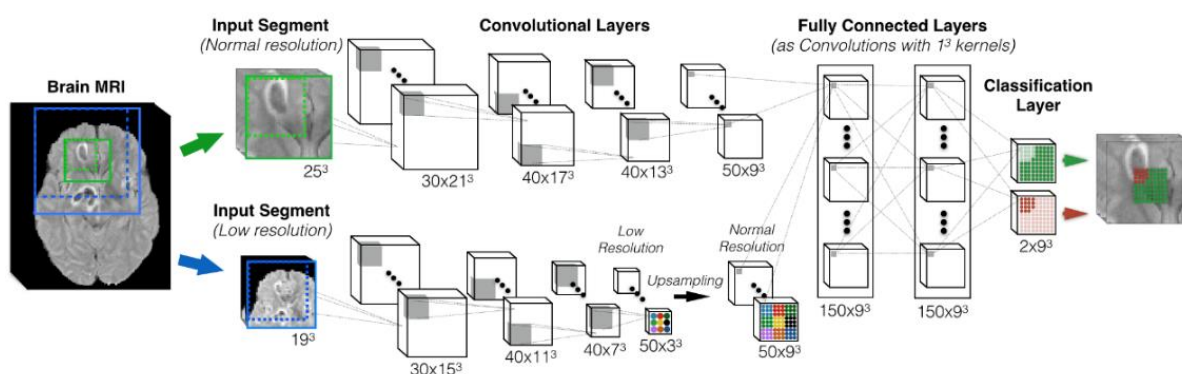 Brain MRI
Input Segment
(Normal resolution)
25³
Convolutional Layers
30x21³
40x17³
40x13³
50x9³
Fully Connected Layers
(as Convolutions with 1³ kernels)
Classification
Layer
Input Segment
(Low resolution)
19³
30x15³
40x11³
40x7³
Low
Resolution
50x3³
Upsampling
Normal
Resolution
50x9³
150x9³
150x9³
2x9³